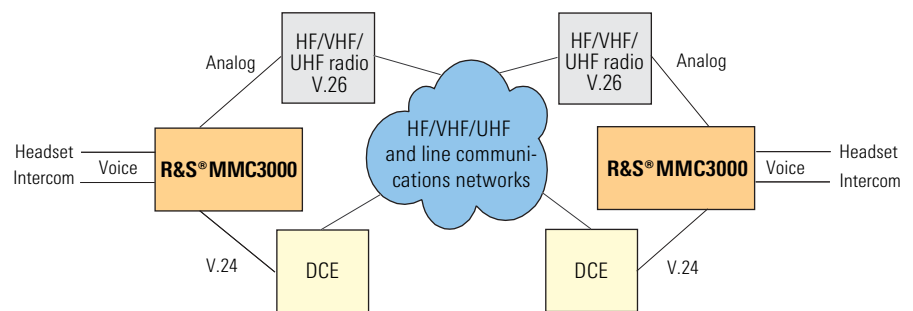 HF/VHF/
UHF radio
V.26
HF/VHF/
UHF radio
V.26
Analog
Analog
HF/VHF/UHF
and line communi-
cations networks
Headset
Voice
Intercom
R&S® MMC3000
R&S® MMC3000
Headset
Voice
Intercom
V.24
DCE
DCE
V.24